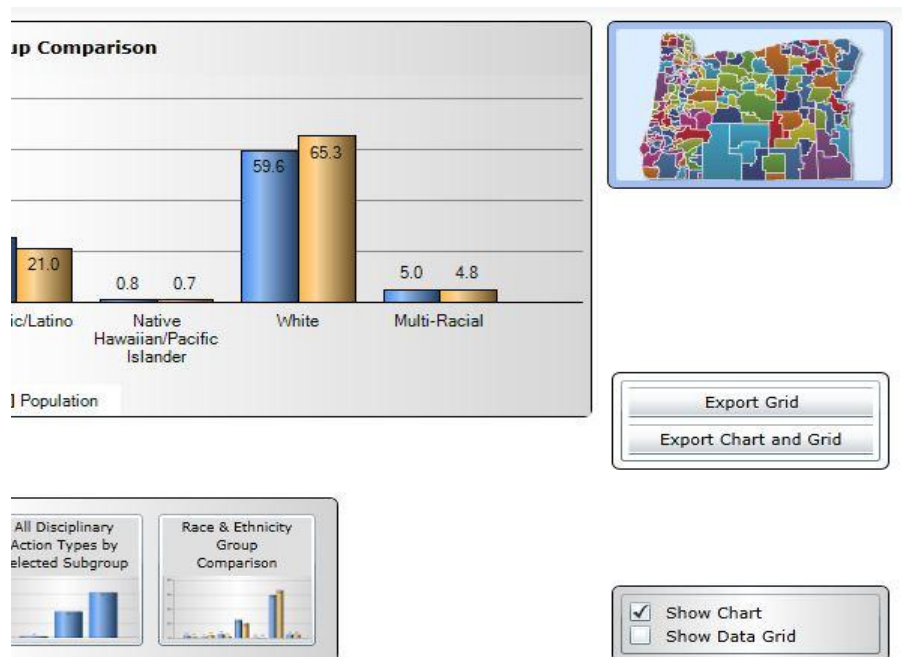 up Comparison
65.3
59.6
21.0
0.8 0.7
5.0 4.8
ic/Latino
Native
Hawaiian/Pacific
Islander
White
Multi-Racial
Population
Export Grid
Export Chart and Grid
All Disciplinary
Action Types by
elected Subgroup
Race & Ethnicity
Group
Comparison
Show Chart
Show Data Grid